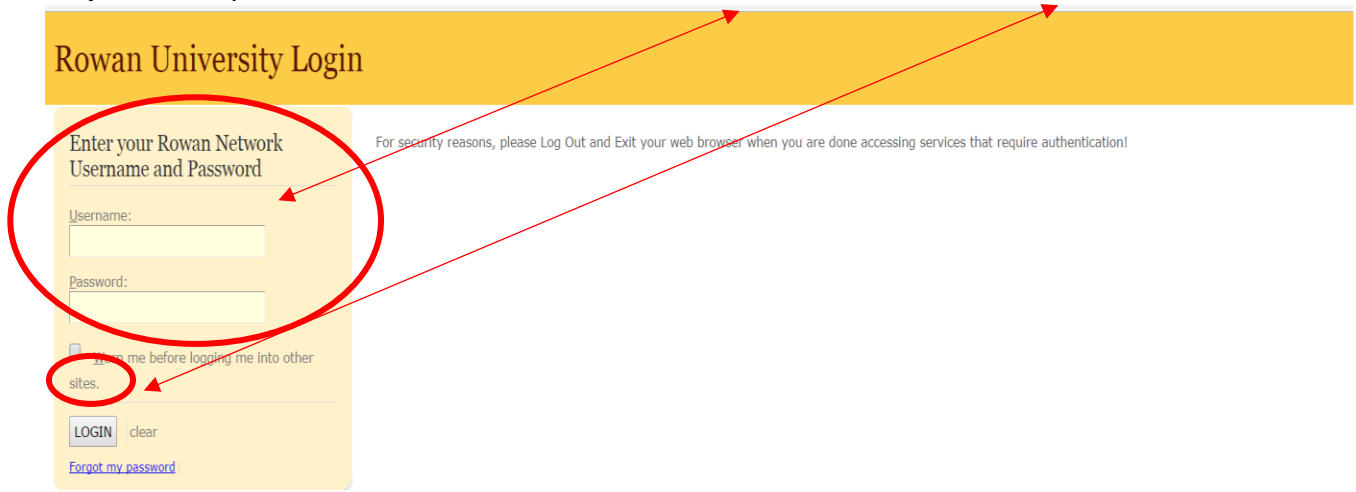 Rowan University Login
Enter your Rowan Network
Username and Password
For security reasons, please Log Out and Exit your web browser when you are done accessing services that require authentication!
Username:
Password:
Warn me before logging me into other
sites.
LOGIN clear
Forgot my password